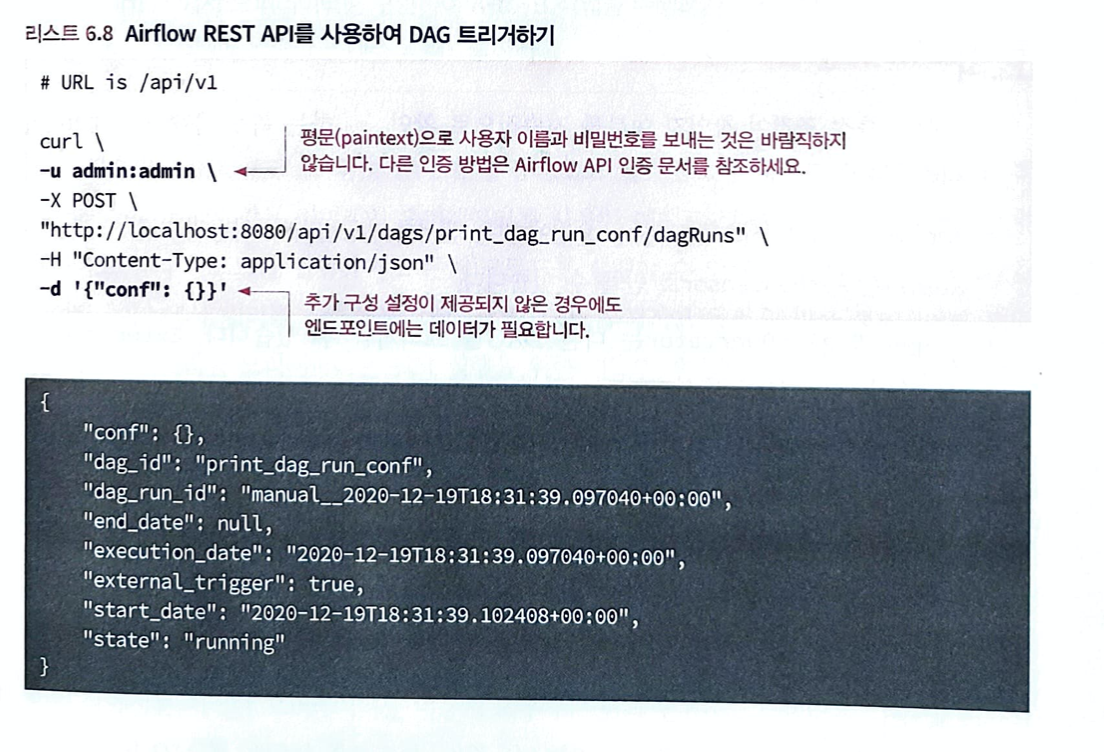 리스트 6.8 Airflow REST API를 사용하여 DAG 트리거하기
# URL is /api/v1
curl \
-u admin:admin \
평문(paintext)으로 사용자 이름과 비밀번호를 보내는 것은 바람직하지
않습니다. 다른 인증 방법은 Airflow API 인증 문서를 참조하세요.
-X POST \
"http://localhost:8080/api/v1/dags/print_dag_run_conf/dagRuns" \
-H "Content-Type: application/json" \
-d '{"conf": {}}'
추가 구성 설정이 제공되지 않은 경우에도
엔드포인트에는 데이터가 필요합니다.
{
"conf": {},
"dag_id": "print_dag_run_conf",
"dag_run_id": "manual__2020-12-19T18:31:39.097040+00:00",
"end_date": null,
"execution_date": "2020-12-19T18:31:39.097040+00:00",
"external_trigger": true,
"start_date": "2020-12-19T18:31:39.102408+00:00",
"state": "running"
}